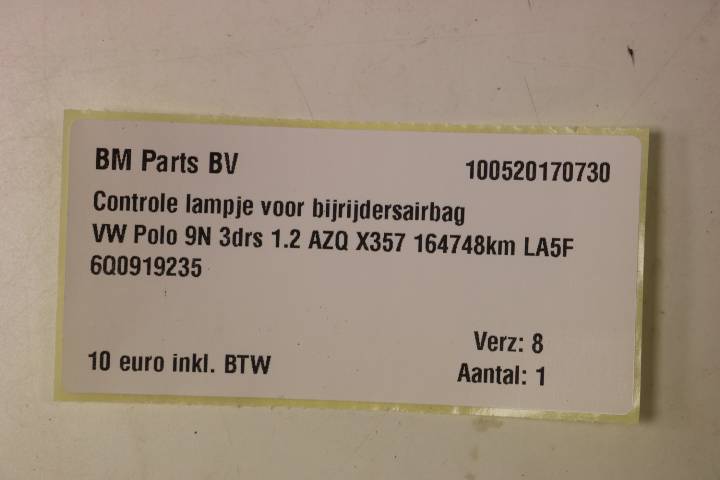 BM Parts BV
100520170730
Controle lampje voor bijrijdersairbag
VW Polo 9N 3drs 1.2 AZQ X357 164748km LA5F
6Q0919235
Verz: 8
10 euro inkl. BTW
Aantal: 1